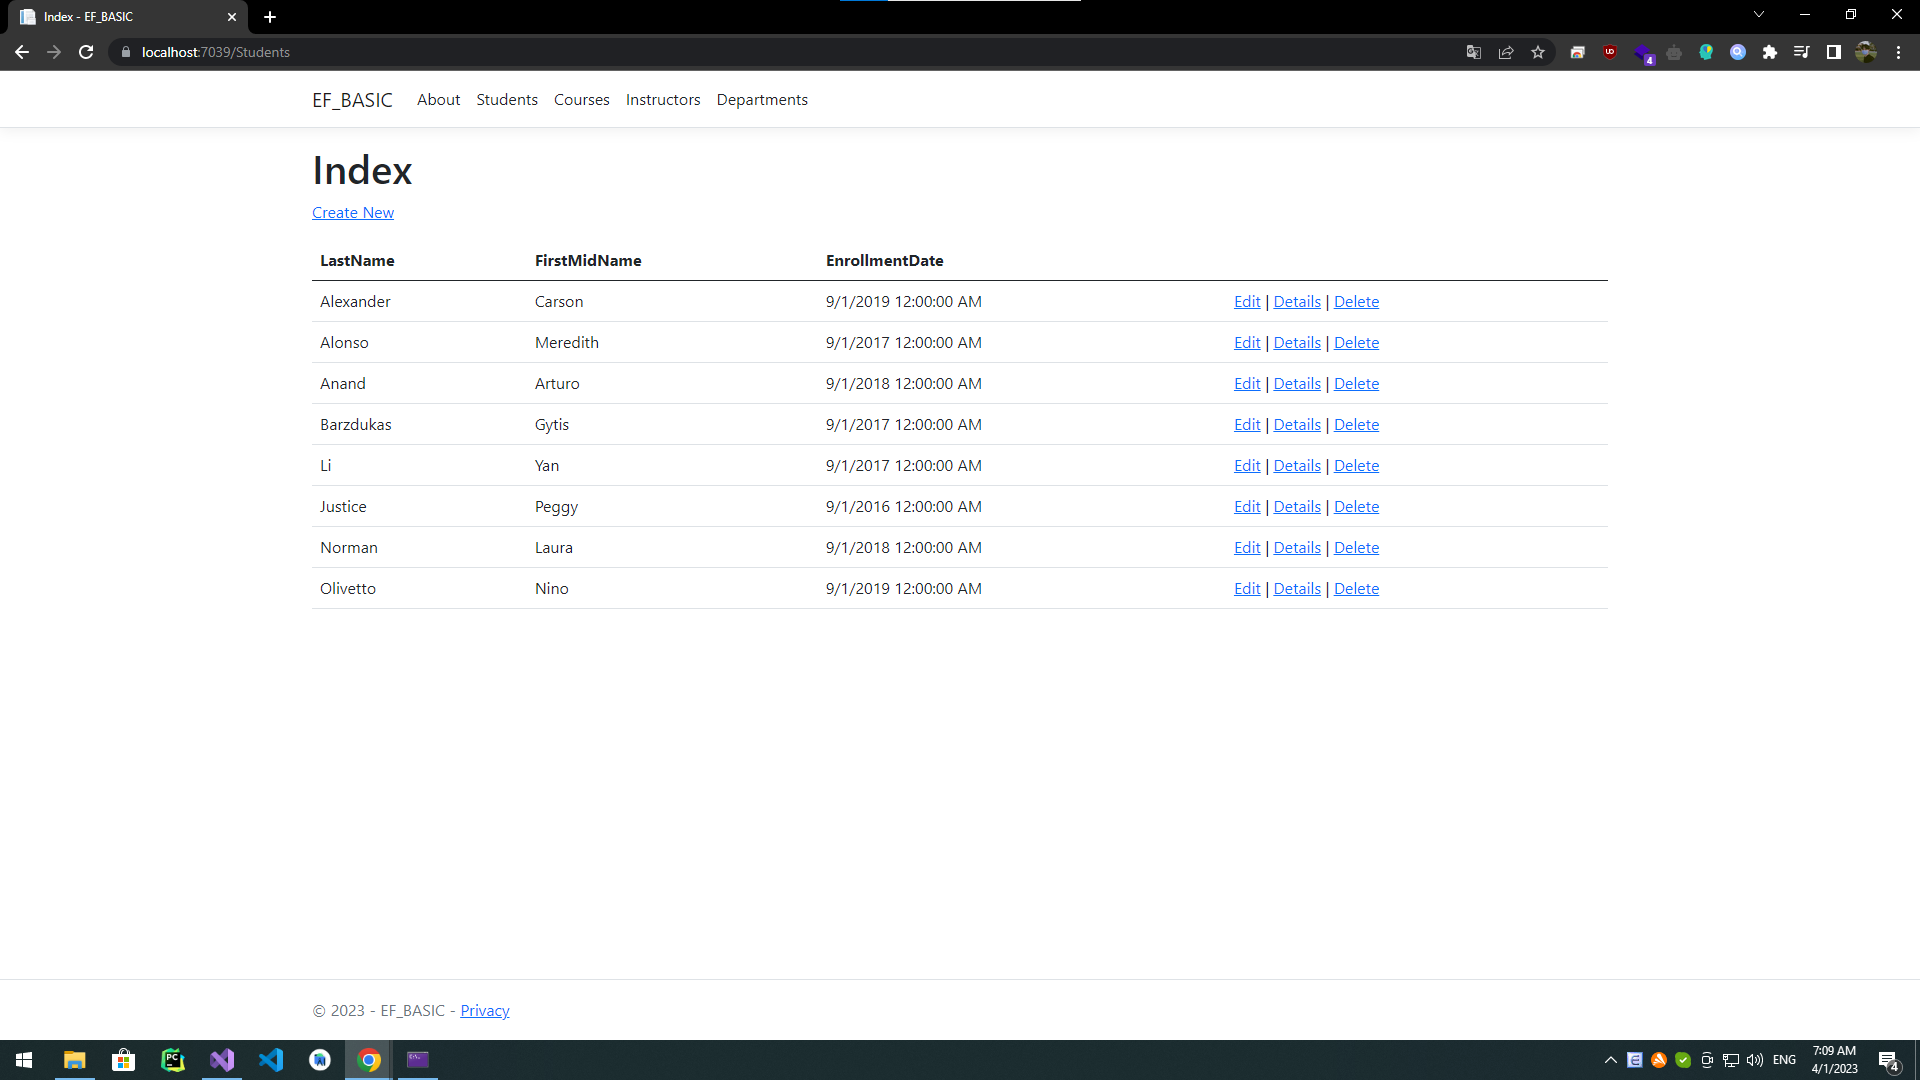 Index - EF_BASIC
localhost:7039/Students
4
EF_BASIC About Students Courses Instructors Departments
Index
Create New
LastName FirstMidName EnrollmentDate
Alexander Carson 9/1/2019 12:00:00 AM Edit | Details | Delete
Alonso Meredith 9/1/2017 12:00:00 AM Edit | Details | Delete
Anand Arturo 9/1/2018 12:00:00 AM Edit | Details | Delete
Barzdukas Gytis 9/1/2017 12:00:00 AM Edit | Details | Delete
Li Yan 9/1/2017 12:00:00 AM Edit | Details | Delete
Justice Peggy 9/1/2016 12:00:00 AM Edit | Details | Delete
Norman Laura 9/1/2018 12:00:00 AM Edit | Details | Delete
Olivetto Nino 9/1/2019 12:00:00 AM Edit | Details | Delete
© 2023 - EF_BASIC - Privacy
PC
ENG
7:09 AM
4/1/2023
4